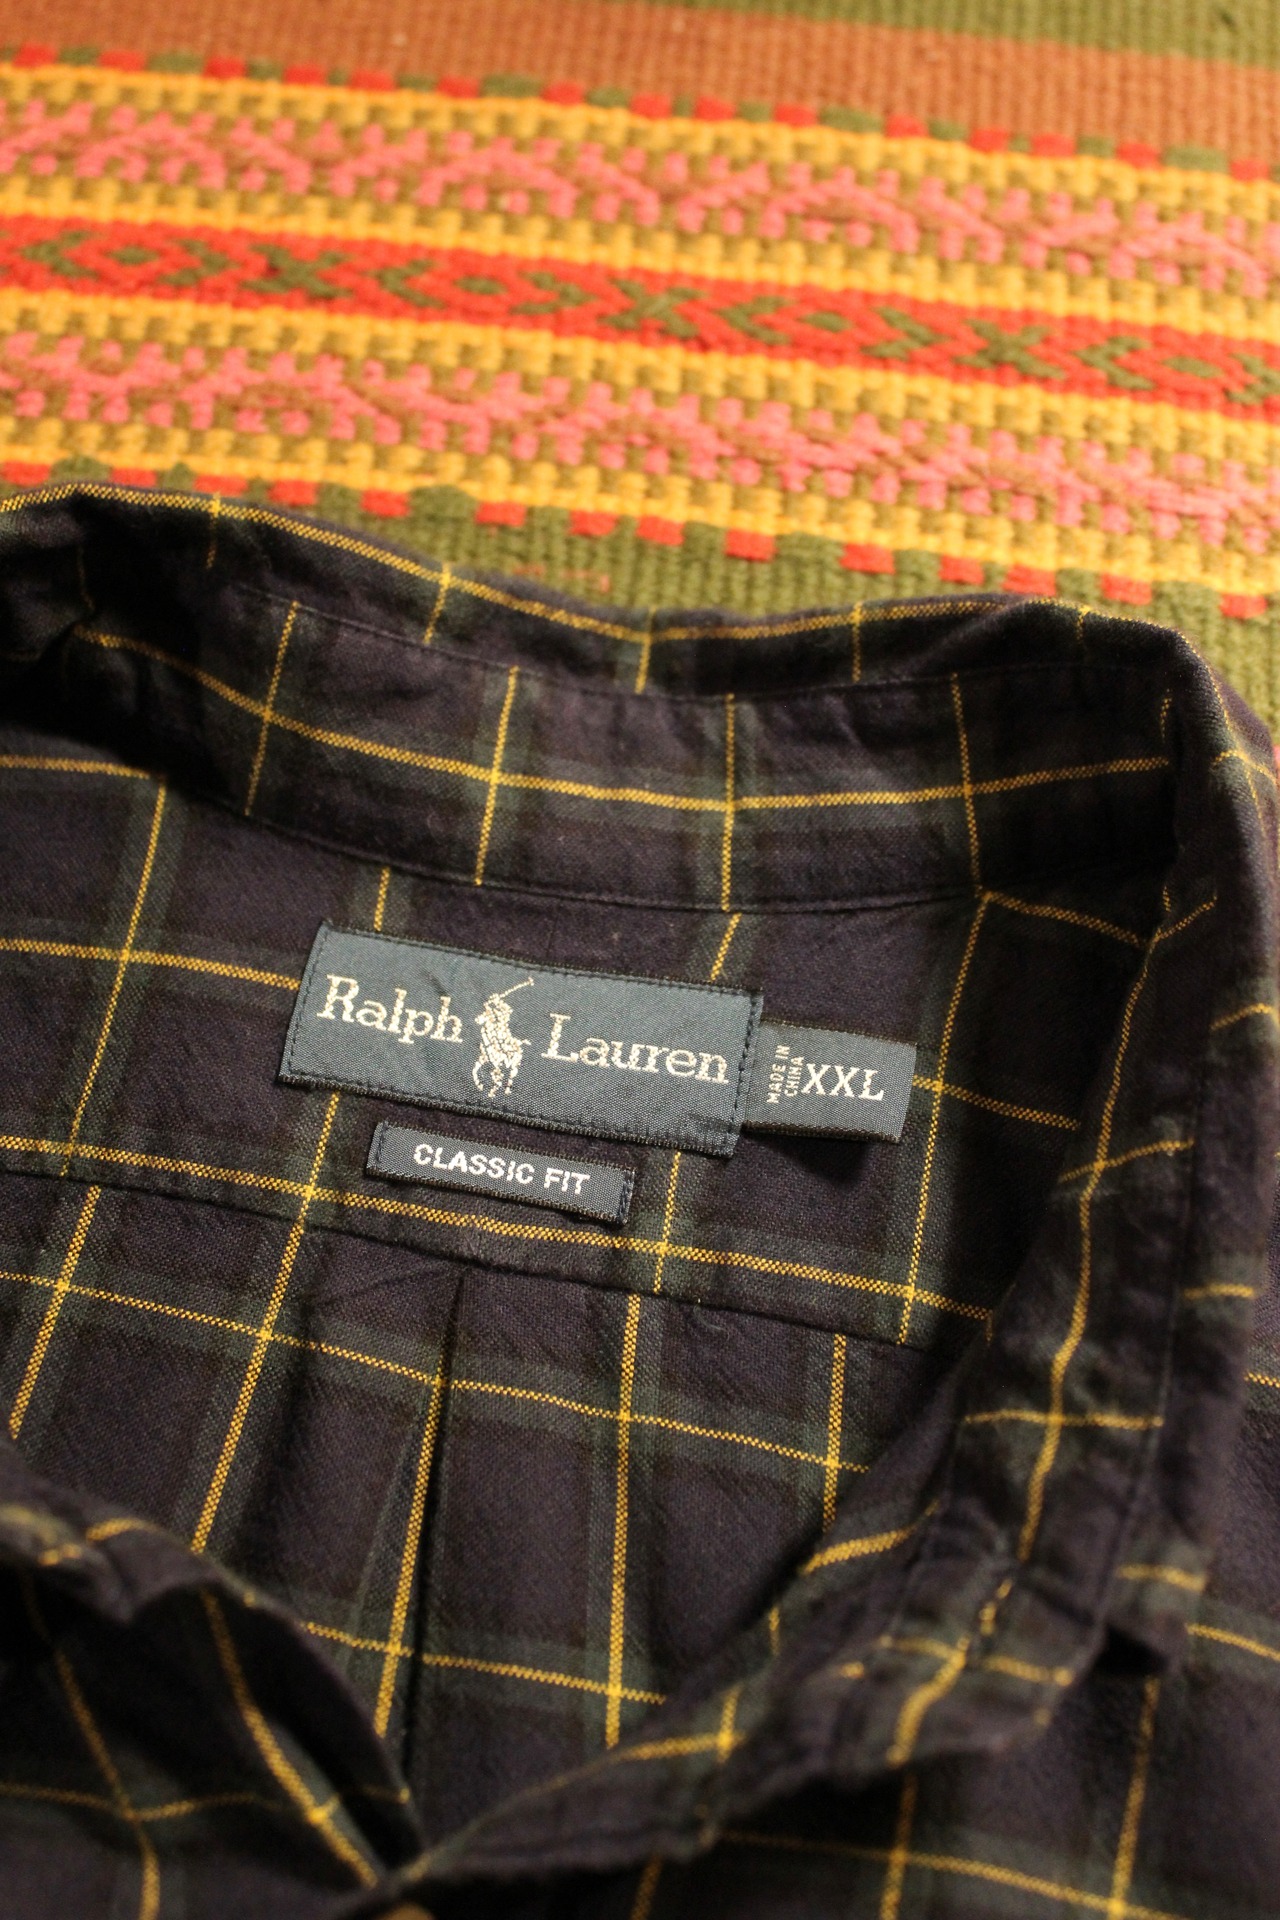 Ralph Lauren
MADE IN
CHINA
XXL
CLASSIC FIT